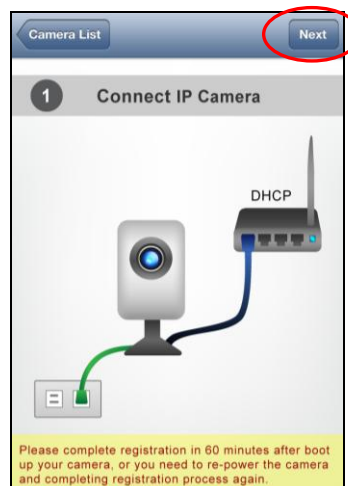 Camera List
Next
1 Connect IP Camera
DHCP
Please complete registration in 60 minutes after boot
up your camera, or you need to re-power the camera
and completing registration process again.